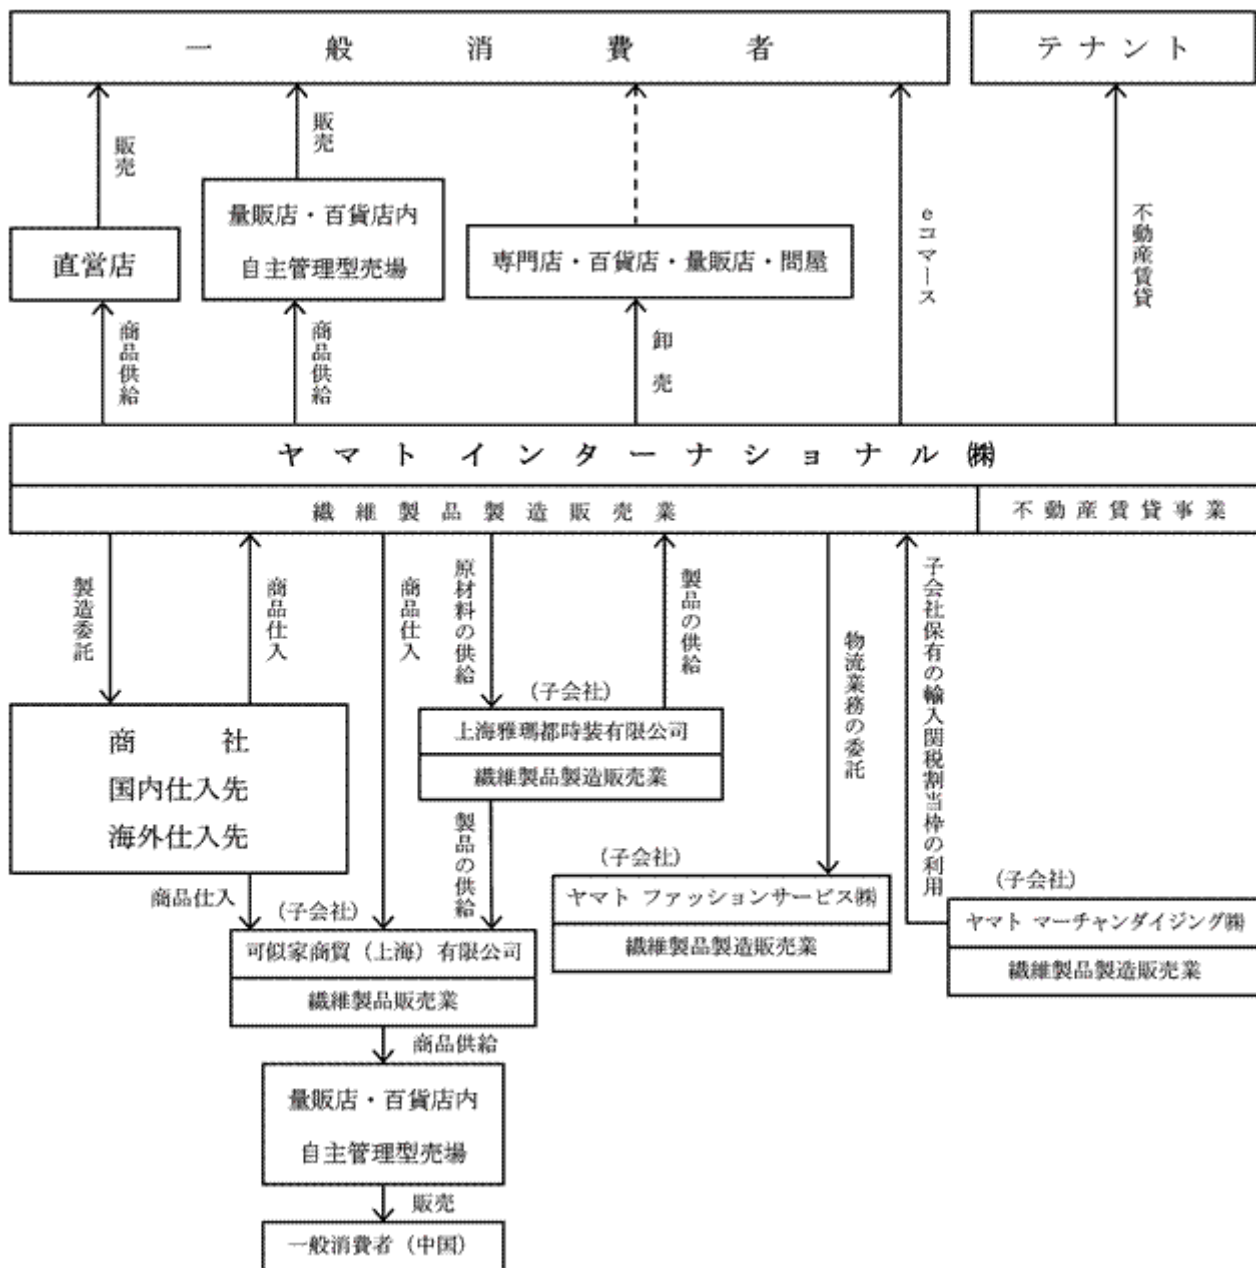 一般消費者
テナント
販売
販売
量販店・百貨店内
自主管理型売場
直営店
専門店・百貨店・量販店・問屋
eコマース
不動産賃貸
商品供給
商品供給
卸売
ヤマトインターナショナル㈱
繊維製品製造販売業
不動産賃貸事業
製造委託
商品仕入
商品仕入
原材料の供給
製品の供給
物流業務の委託
子会社保有の輸入関税割当枠の利用
商社
国内仕入先
海外仕入先
(子会社)
上海雅瑪都時装有限公司
繊維製品製造販売業
製品の供給
商品仕入
(子会社)
可似家商貿（上海）有限公司
繊維製品販売業
(子会社)
ヤマト ファッションサービス㈱
繊維製品製造販売業
(子会社)
ヤマト マーチャンダイジング㈱
繊維製品製造販売業
商品供給
量販店・百貨店内
自主管理型売場
販売
一般消費者（中国）